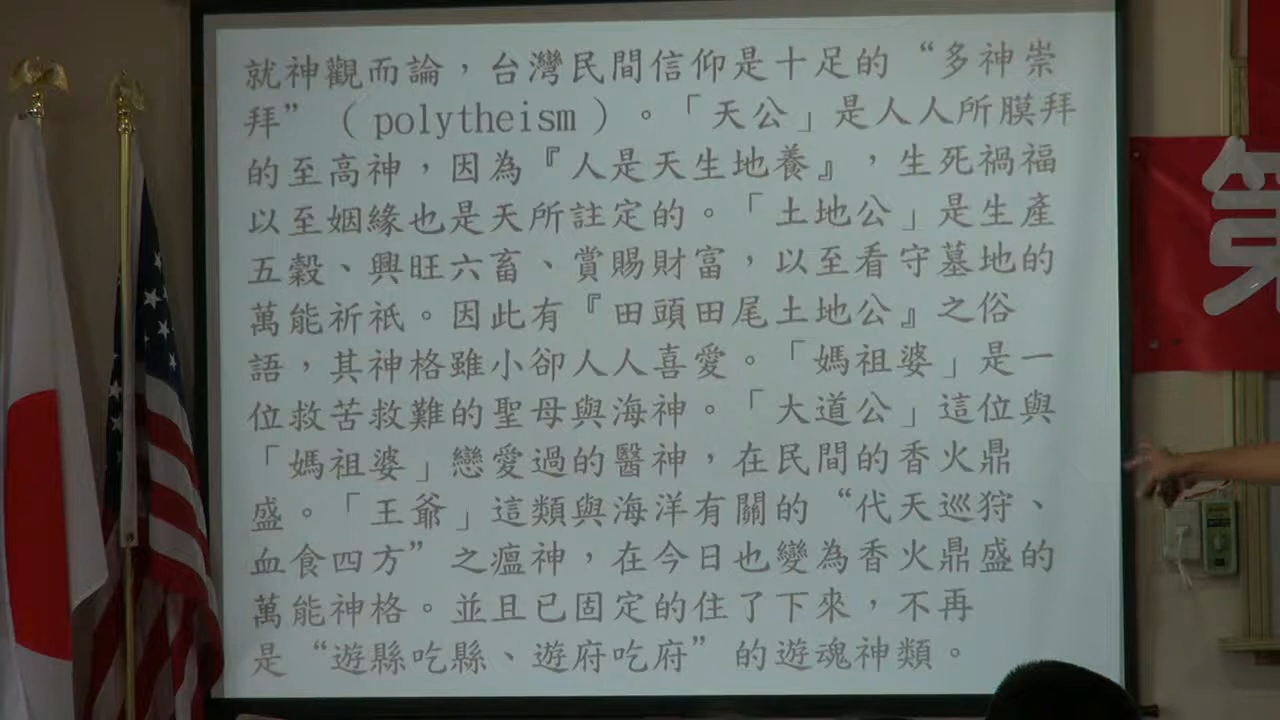 就神觀而論，台灣民間信仰是十足的“多神崇
拜”（polytheism）。「天公」是人人所膜拜
的至高神，因為『人是天生地養』，生死禍福
以至姻緣也是天所註定的。「土地公」是生產
五穀、興旺六畜、賞賜財富，以至看守墓地的
萬能祈祇。因此有『田頭田尾土地公』之俗
語，其神格雖小卻人人喜愛。「媽祖婆」是一
位救苦救難的聖母與海神。「大道公」這位與
「媽祖婆」戀愛過的醫神，在民間的香火鼎
盛。「王爺」這類與海洋有關的“代天巡狩、
血食四方”之瘟神，在今日也變為香火鼎盛的
萬能神格。並且已固定的住了下來，不再
是“遊縣吃縣、遊府吃府”的遊魂神類。
第